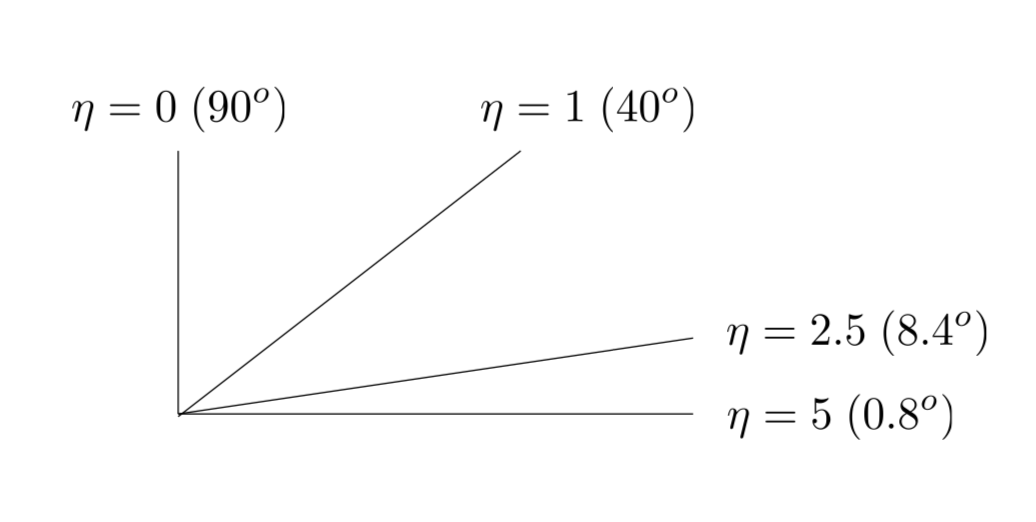 η = 0 (90°)
η = 1 (40°)
η = 2.5 (8.4°)
η = 5 (0.8°)